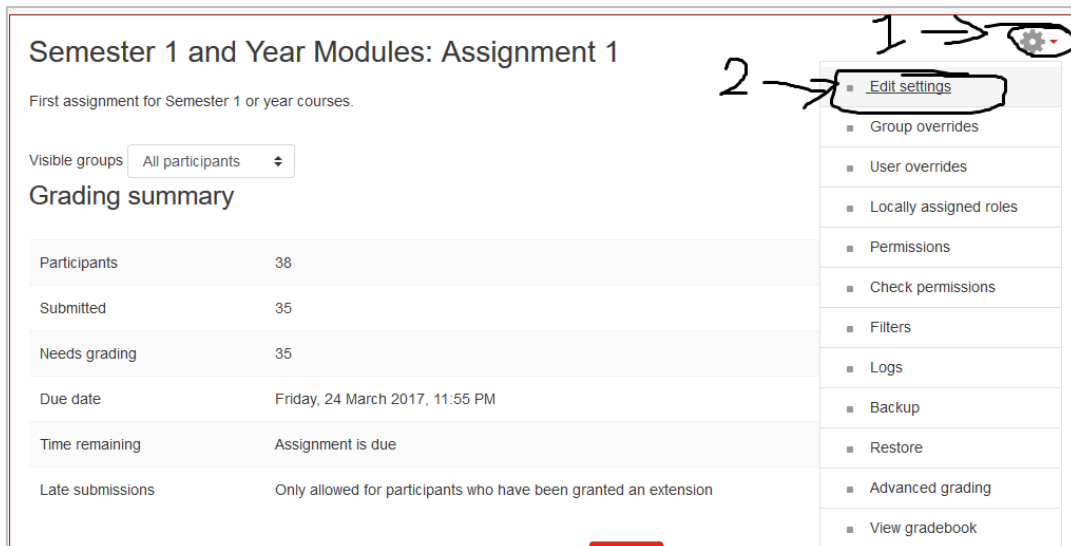 Semester 1 and Year Modules: Assignment 1
1
First assignment for Semester 1 or year courses.
2
Edit settings
Group overrides
Visible groups All participants
User overrides
Grading summary
Locally assigned roles
Permissions
Participants 38
Check permissions
Submitted 35
Filters
Needs grading 35
Logs
Due date Friday, 24 March 2017, 11:55 PM
Backup
Time remaining Assignment is due
Restore
Late submissions Only allowed for participants who have been granted an extension
Advanced grading
View gradebook